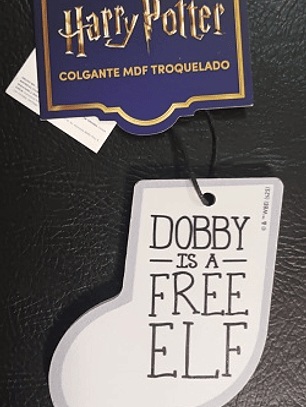 Harry Potter
COLGANTE MDF TROQUELADO
DOBBY
IS A
FREE
ELF